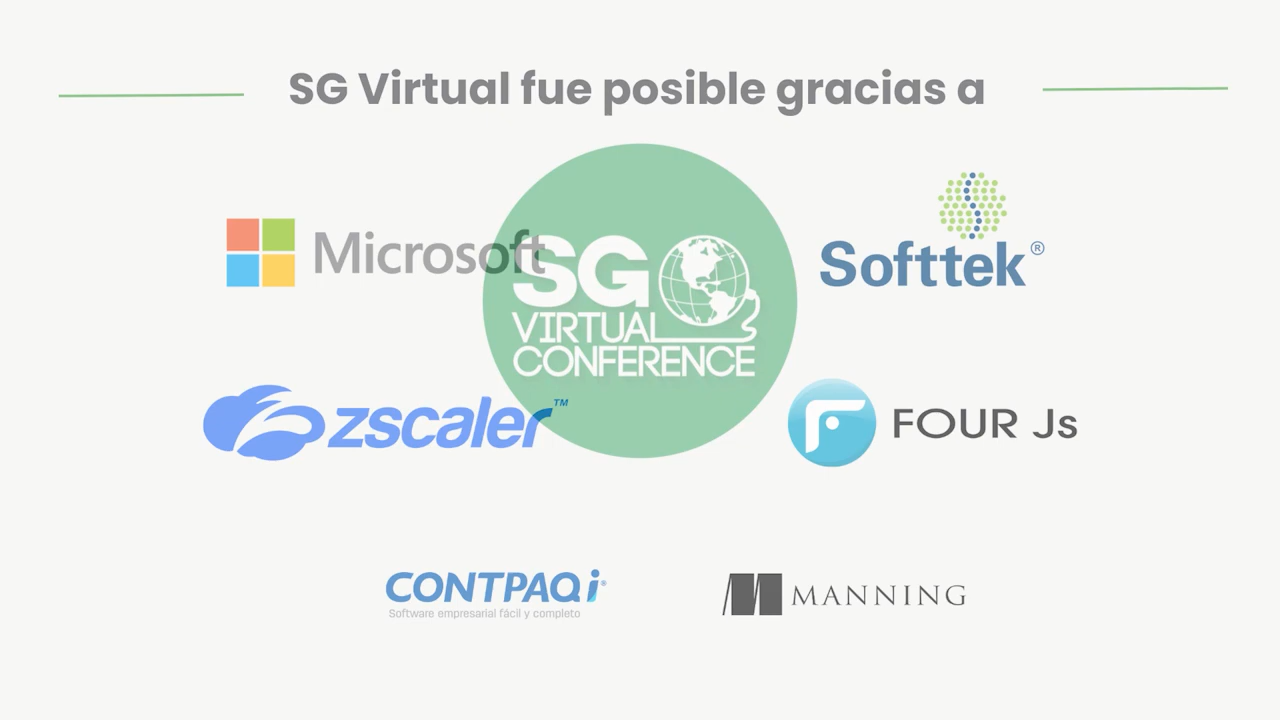 SG Virtual fue posible gracias a
Microsoft
SG
VIRTUAL
CONFERENCE
Softtek®
zscaler™
FOUR Js
CONTPAQi®
Software empresarial fácil y completo
MANNING